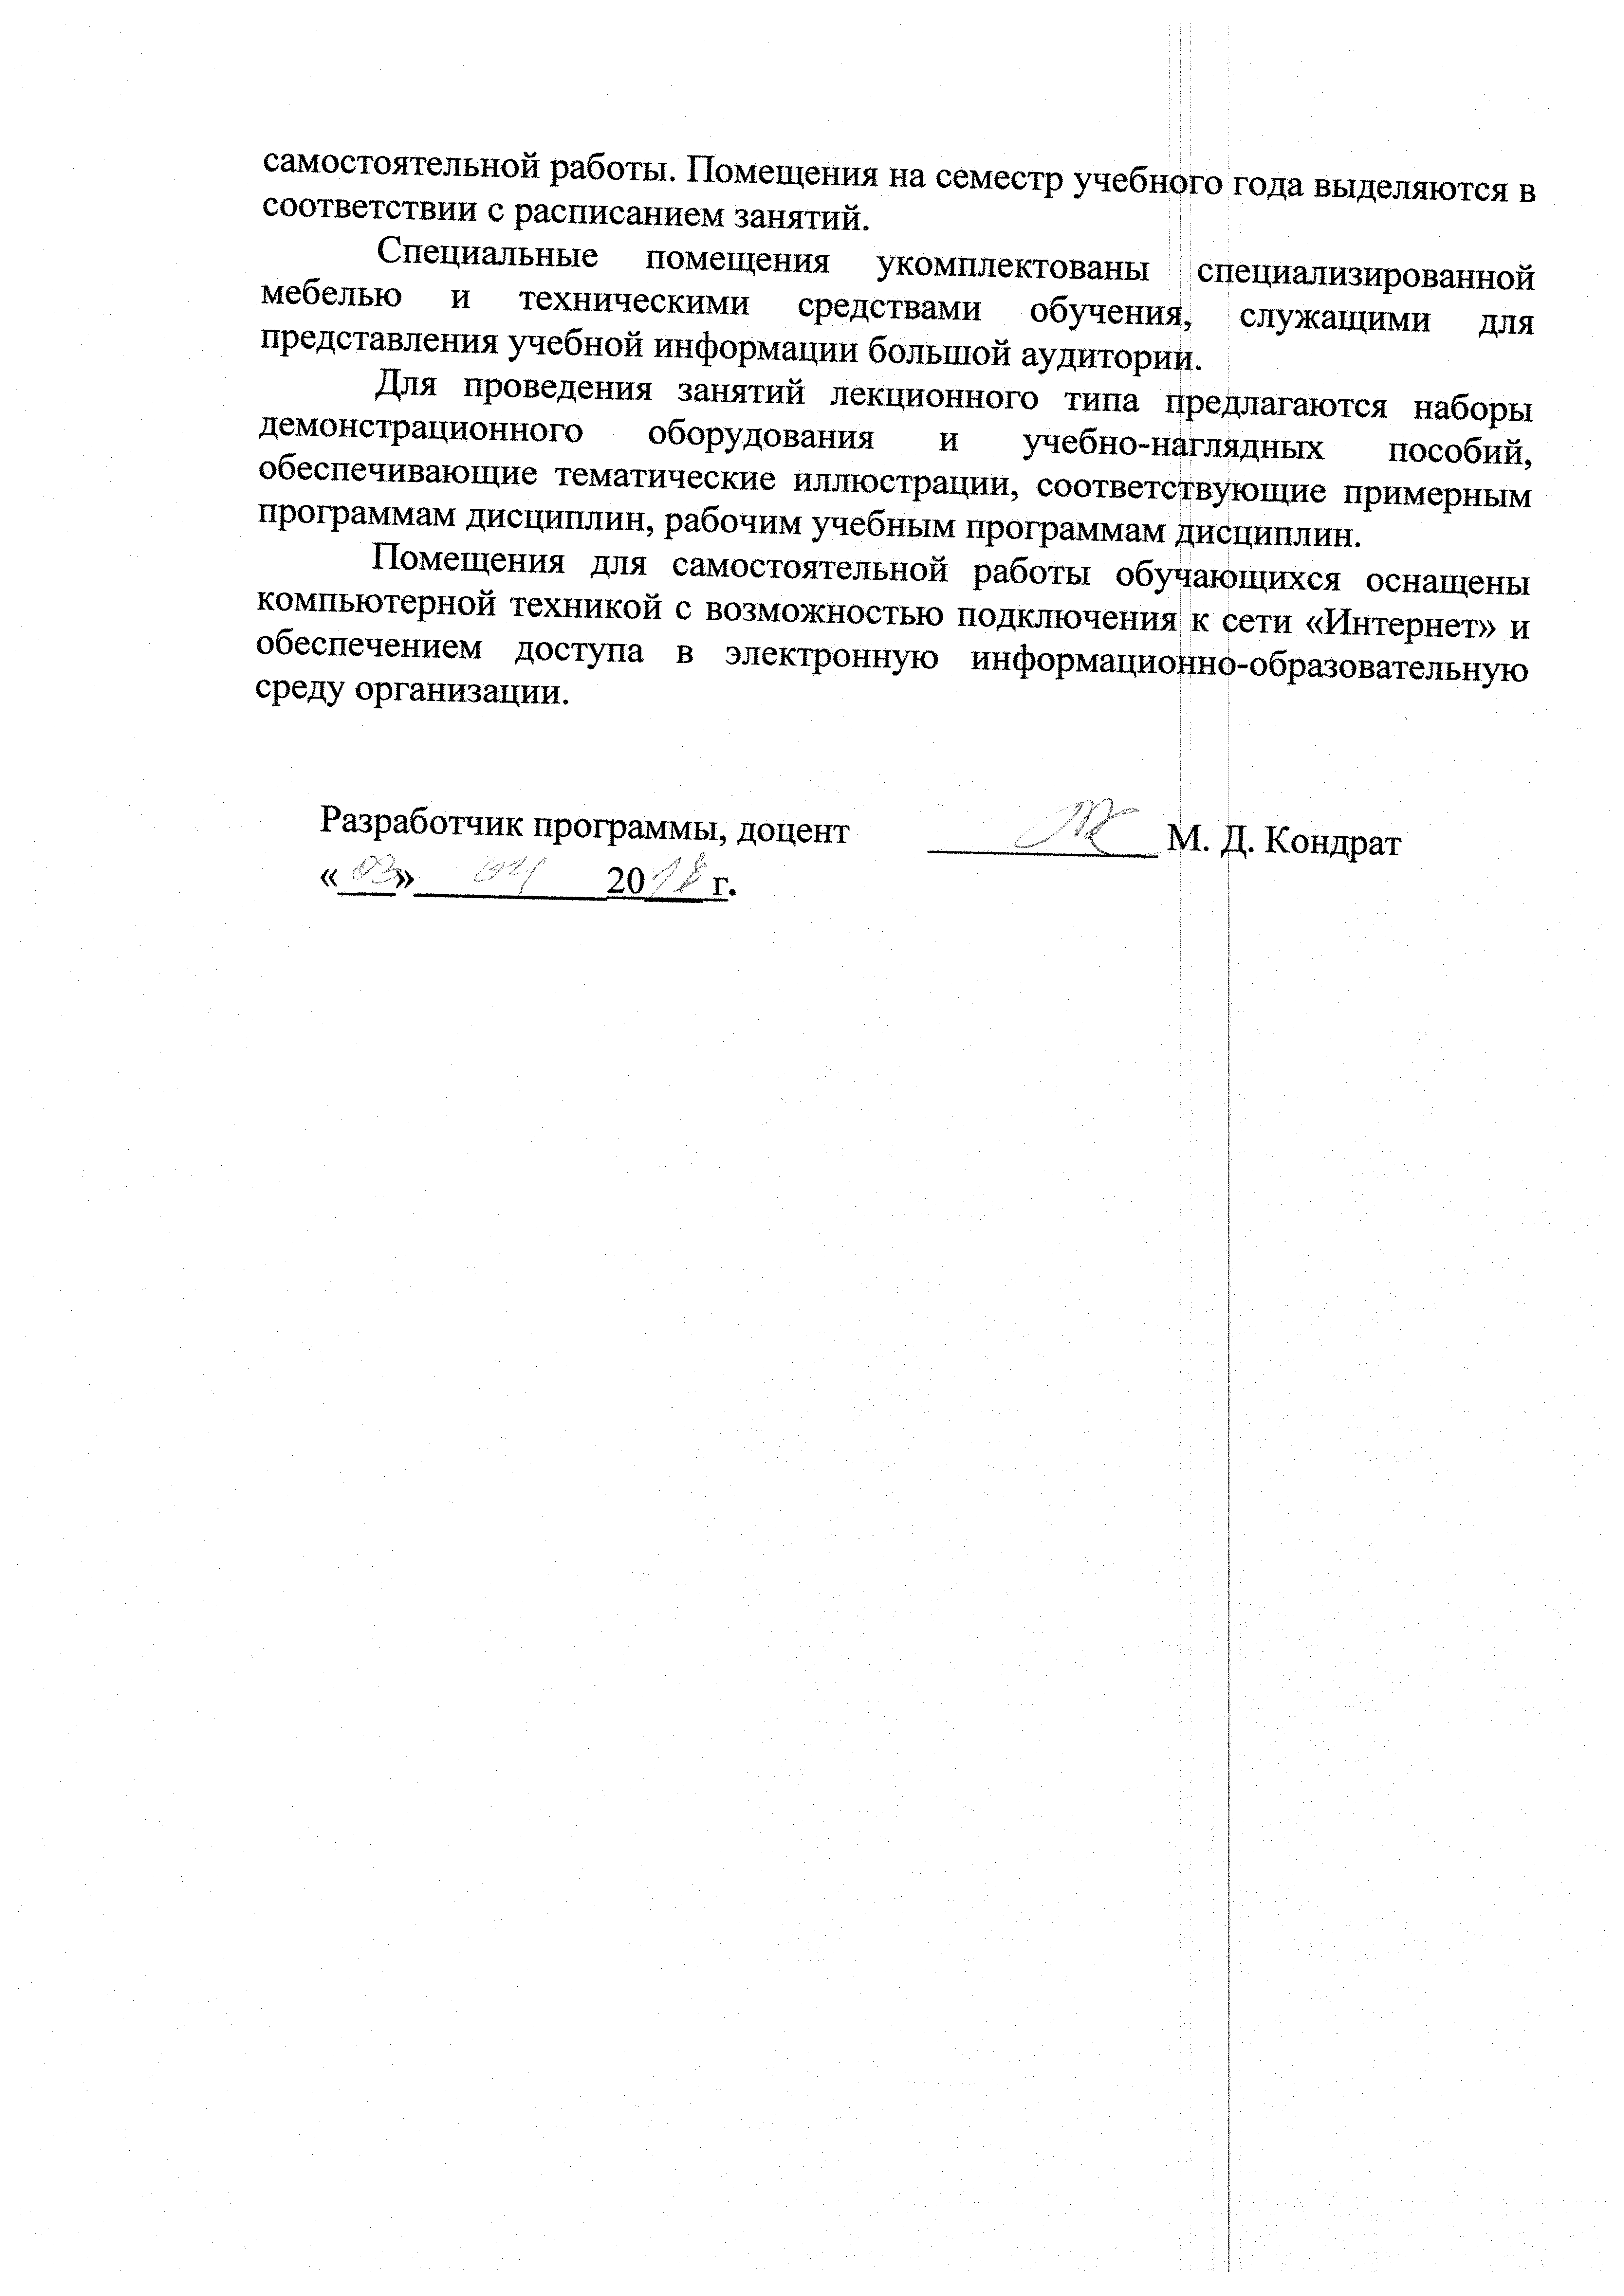 самостоятельной работы. Помещения на семестр учебного года выделяются в
соответствии с расписанием занятий.
Специальные помещения укомплектованы специализированной
мебелью и техническими средствами обучения, служащими для
представления учебной информации большой аудитории.
Для проведения занятий лекционного типа предлагаются наборы
демонстрационного оборудования и учебно-наглядных пособий,
обеспечивающие тематические иллюстрации, соответствующие примерным
программам дисциплин, рабочим учебным программам дисциплин.
Помещения для самостоятельной работы обучающихся оснащены
компьютерной техникой с возможностью подключения к сети «Интернет» и
обеспечением доступа в электронную информационно-образовательную
среду организации.
Разработчик программы, доцент М. Д. Кондрат
«03» 04 2018 г.